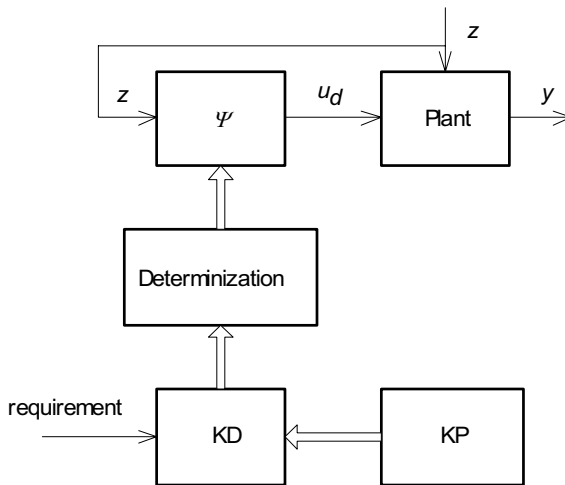 z
z
u_d
y
Ψ
Plant
Determinization
requirement
KD
KP